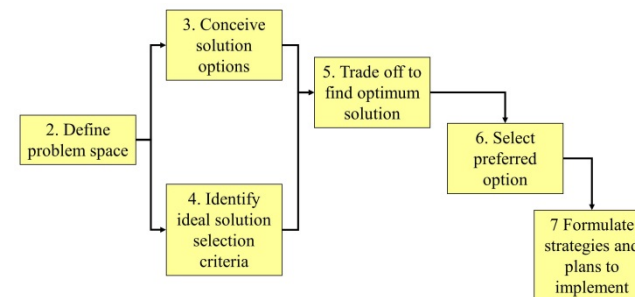 3. Conceive
solution
options
5. Trade off to
find optimum
solution
2. Define
problem space
6. Select
preferred
option
4. Identify
ideal solution
selection
criteria
7 Formulate
strategies and
plans to
implement